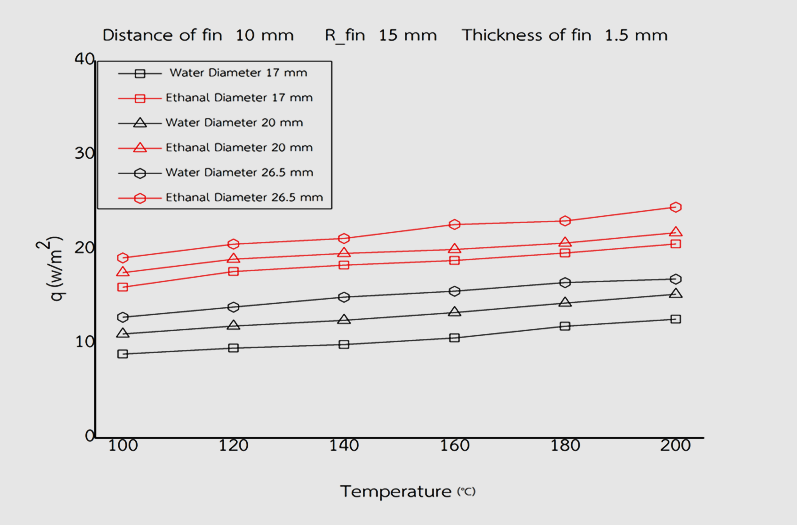 Distance of fin 10 mm R_fin 15 mm Thickness of fin 1.5 mm
40
30
20
10
0
Water Diameter 17 mm
Ethanal Diameter 17 mm
Water Diameter 20 mm
Ethanal Diameter 20 mm
Water Diameter 26.5 mm
Ethanal Diameter 26.5 mm
q (w/m²)
100 120 140 160 180 200
Temperature (°C)